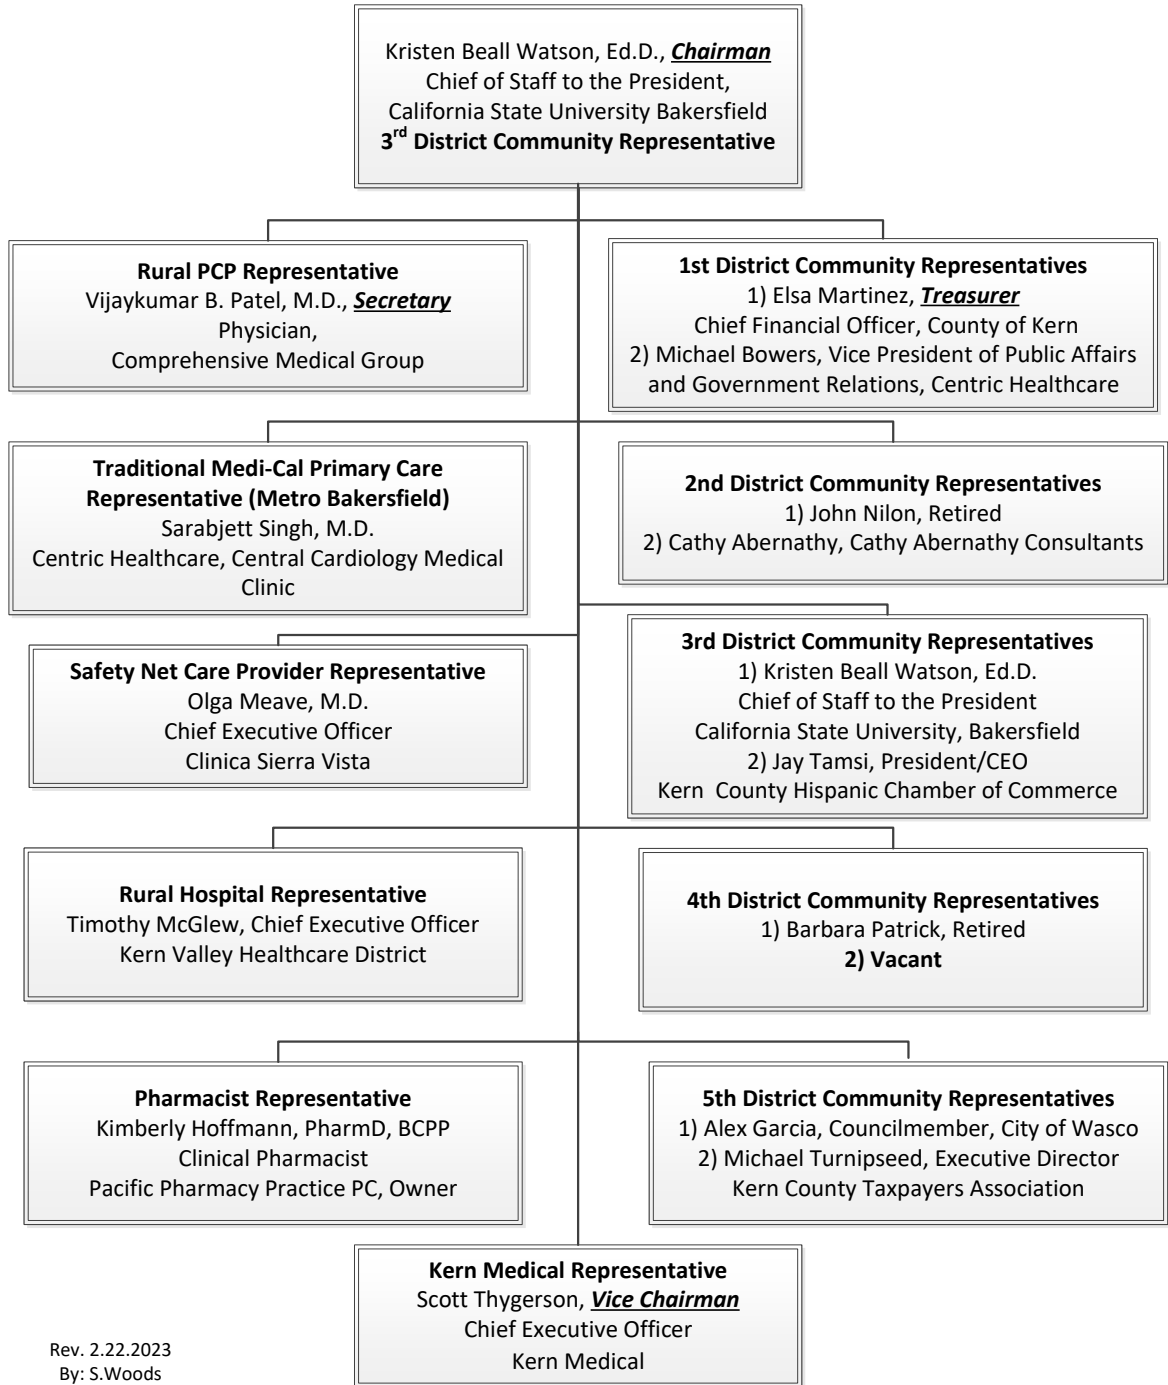 Kristen Beall Watson, Ed.D., Chairman
Chief of Staff to the President,
California State University Bakersfield
3rd District Community Representative
Rural PCP Representative
Vijaykumar B. Patel, M.D., Secretary
Physician,
Comprehensive Medical Group
1st District Community Representatives
1) Elsa Martinez, Treasurer
Chief Financial Officer, County of Kern
2) Michael Bowers, Vice President of Public Affairs
and Government Relations, Centric Healthcare
Traditional Medi-Cal Primary Care
Representative (Metro Bakersfield)
Sarabjett Singh, M.D.
Centric Healthcare, Central Cardiology Medical
Clinic
2nd District Community Representatives
1) John Nilon, Retired
2) Cathy Abernathy, Cathy Abernathy Consultants
Safety Net Care Provider Representative
Olga Meave, M.D.
Chief Executive Officer
Clinica Sierra Vista
3rd District Community Representatives
1) Kristen Beall Watson, Ed.D.
Chief of Staff to the President
California State University, Bakersfield
2) Jay Tamsi, President/CEO
Kern County Hispanic Chamber of Commerce
Rural Hospital Representative
Timothy McGlew, Chief Executive Officer
Kern Valley Healthcare District
4th District Community Representatives
1) Barbara Patrick, Retired
2) Vacant
Pharmacist Representative
Kimberly Hoffmann, PharmD, BCPP
Clinical Pharmacist
Pacific Pharmacy Practice PC, Owner
5th District Community Representatives
1) Alex Garcia, Councilmember, City of Wasco
2) Michael Turnipseed, Executive Director
Kern County Taxpayers Association
Kern Medical Representative
Scott Thygerson, Vice Chairman
Chief Executive Officer
Kern Medical
Rev. 2.22.2023
By: S.Woods